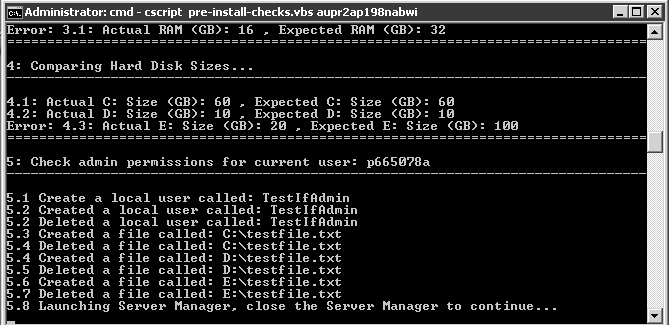 Administrator: cmd - cscript pre-install-checks.vbs aupr2ap198nabwi
Error: 3.1: Actual RAM (GB): 16 , Expected RAM (GB): 32
================================================================================
4: Comparing Hard Disk Sizes...
--------------------------------------------------------------------------------
4.1: Actual C: Size (GB): 60 , Expected C: Size (GB): 60
4.2: Actual D: Size (GB): 10 , Expected D: Size (GB): 10
Error: 4.3: Actual E: Size (GB): 20 , Expected E: Size (GB): 100
================================================================================
5: Check admin permissions for current user: p665078a
--------------------------------------------------------------------------------
5.1 Create a local user called: TestIfAdmin
5.2 Created a local user called: TestIfAdmin
5.2 Deleted a local user called: TestIfAdmin
5.3 Created a file called: C:\testfile.txt
5.4 Deleted a file called: C:\testfile.txt
5.4 Created a file called: D:\testfile.txt
5.5 Deleted a file called: D:\testfile.txt
5.6 Created a file called: E:\testfile.txt
5.7 Deleted a file called: E:\testfile.txt
5.8 Launching Server Manager, close the Server Manager to continue...